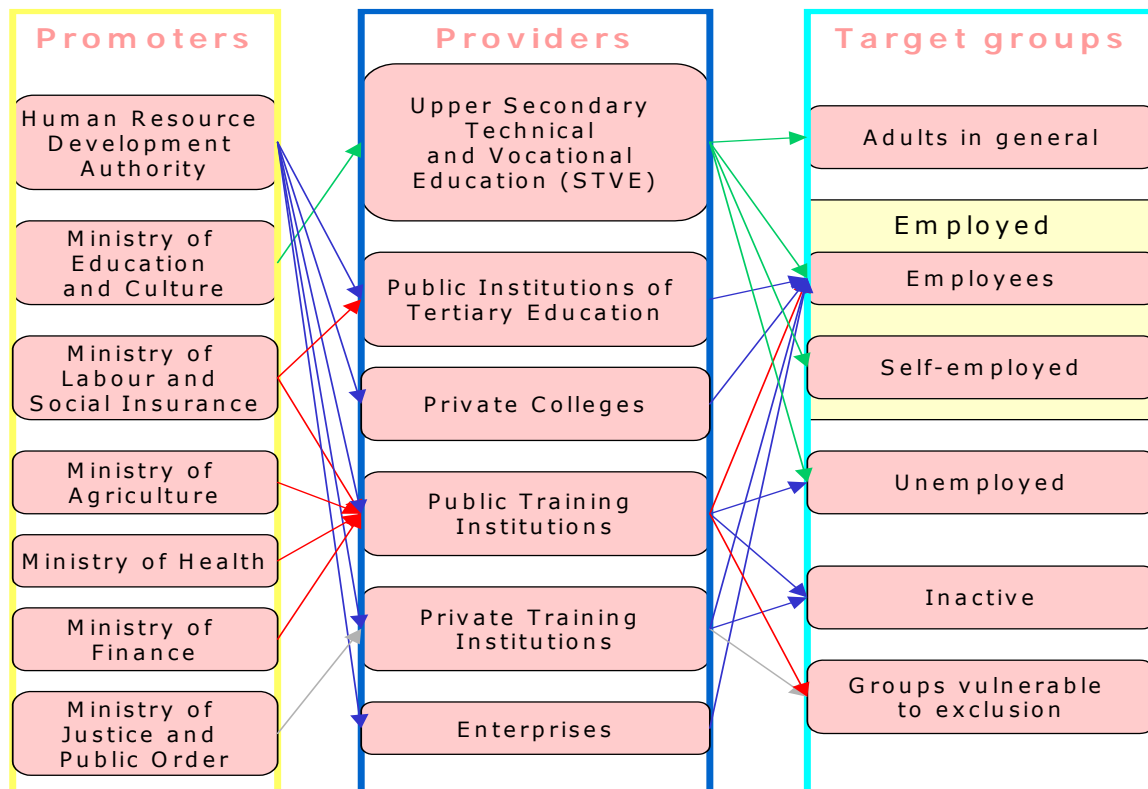 Promoters
Human Resource
Development
Authority
Ministry of
Education
and Culture
Ministry of
Labour and
Social Insurance
Ministry of
Agriculture
Ministry of Health
Ministry of
Finance
Ministry of
Justice and
Public Order
Providers
Upper Secondary
Technical
and Vocational
Education (STVE)
Public Institutions of
Tertiary Education
Private Colleges
Public Training
Institutions
Private Training
Institutions
Enterprises
Target groups
Adults in general
Employed
Employees
Self-employed
Unemployed
Inactive
Groups vulnerable
to exclusion